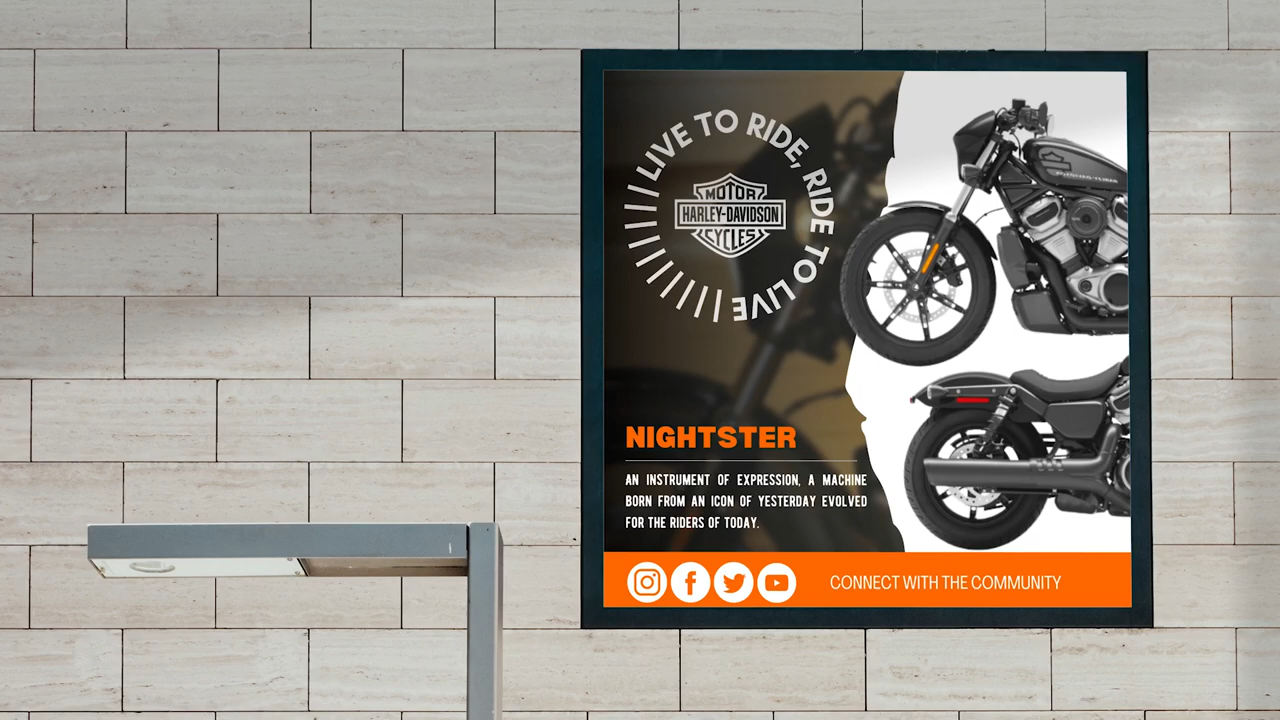 LIVE TO RIDE, RIDE TO LIVE
MOTOR
HARLEY-DAVIDSON
CYCLES
NIGHTSTER
AN INSTRUMENT OF EXPRESSION, A MACHINE
BORN FROM AN ICON OF YESTERDAY EVOLVED
FOR THE RIDERS OF TODAY.
CONNECT WITH THE COMMUNITY